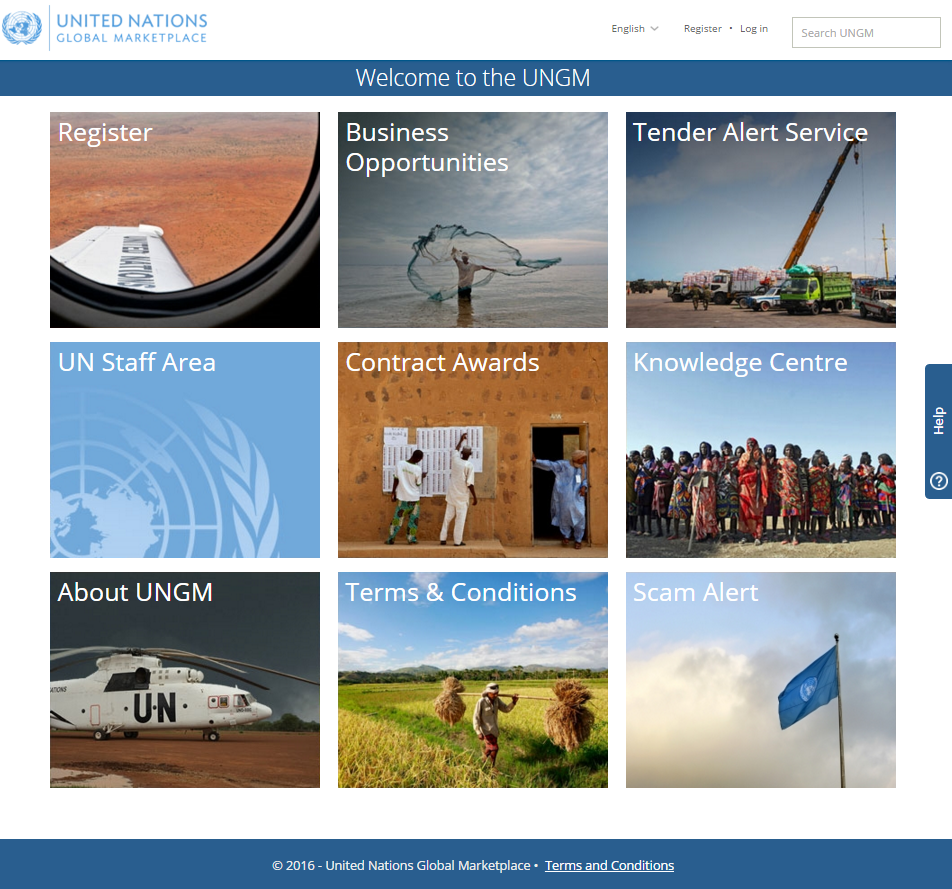 UNITED NATIONS
GLOBAL MARKETPLACE
English
Register • Log in
Search UNGM
Welcome to the UNGM
Register
UNITED NATIONS
Business
Opportunities
Tender Alert Service
UN Staff Area
Contract Awards
Knowledge Centre
Help
?
About UNGM
UN
Terms & Conditions
Scam Alert
© 2016 - United Nations Global Marketplace • Terms and Conditions